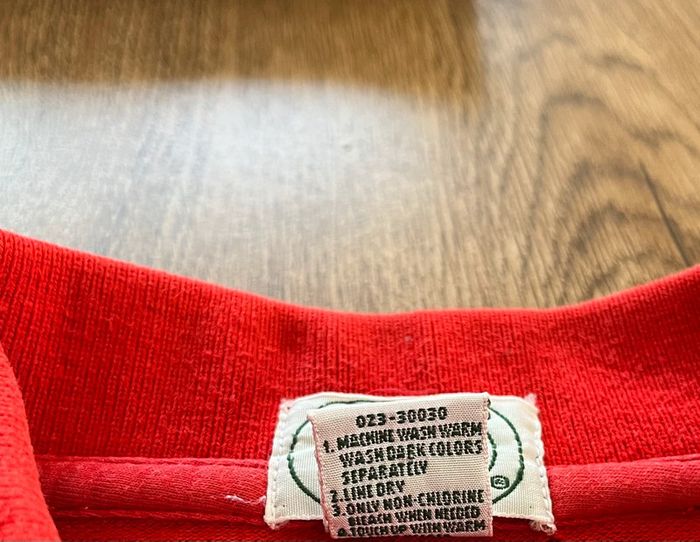 023-30030
1. MACHINE WASH WARM
WASH DARK COLORS
SEPARATELY
2. LINE DRY
3. ONLY NON-CHLORINE
BLEACH WHEN NEEDED
4. TOUCH UP WITH WARM
®